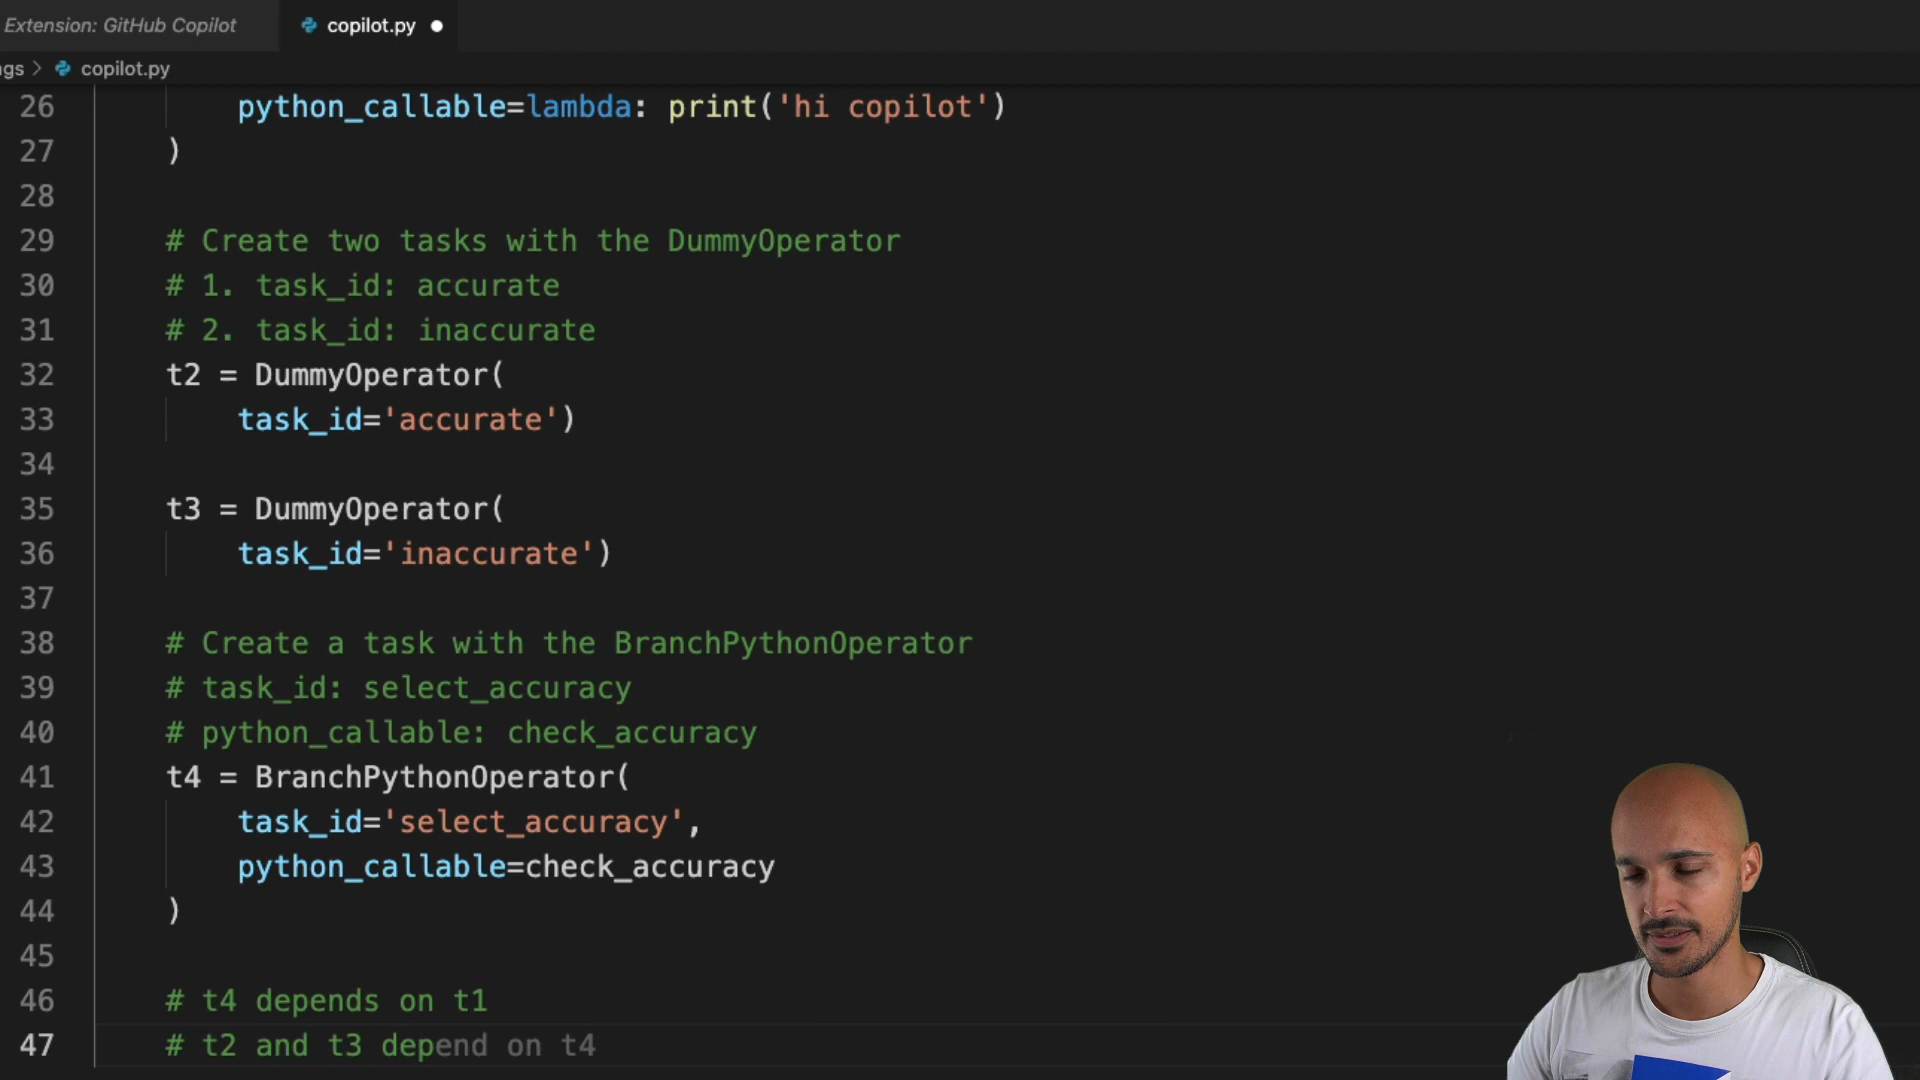 Extension: GitHub Copilot
copilot.py
gs > copilot.py
26 python_callable=lambda: print('hi copilot')
27 )
28
29 # Create two tasks with the DummyOperator
30 # 1. task_id: accurate
31 # 2. task_id: inaccurate
32 t2 = DummyOperator(
33 task_id='accurate')
34
35 t3 = DummyOperator(
36 task_id='inaccurate')
37
38 # Create a task with the BranchPythonOperator
39 # task_id: select_accuracy
40 # python_callable: check_accuracy
41 t4 = BranchPythonOperator(
42 task_id='select_accuracy',
43 python_callable=check_accuracy
44 )
45
46 # t4 depends on t1
47 # t2 and t3 depend on t4